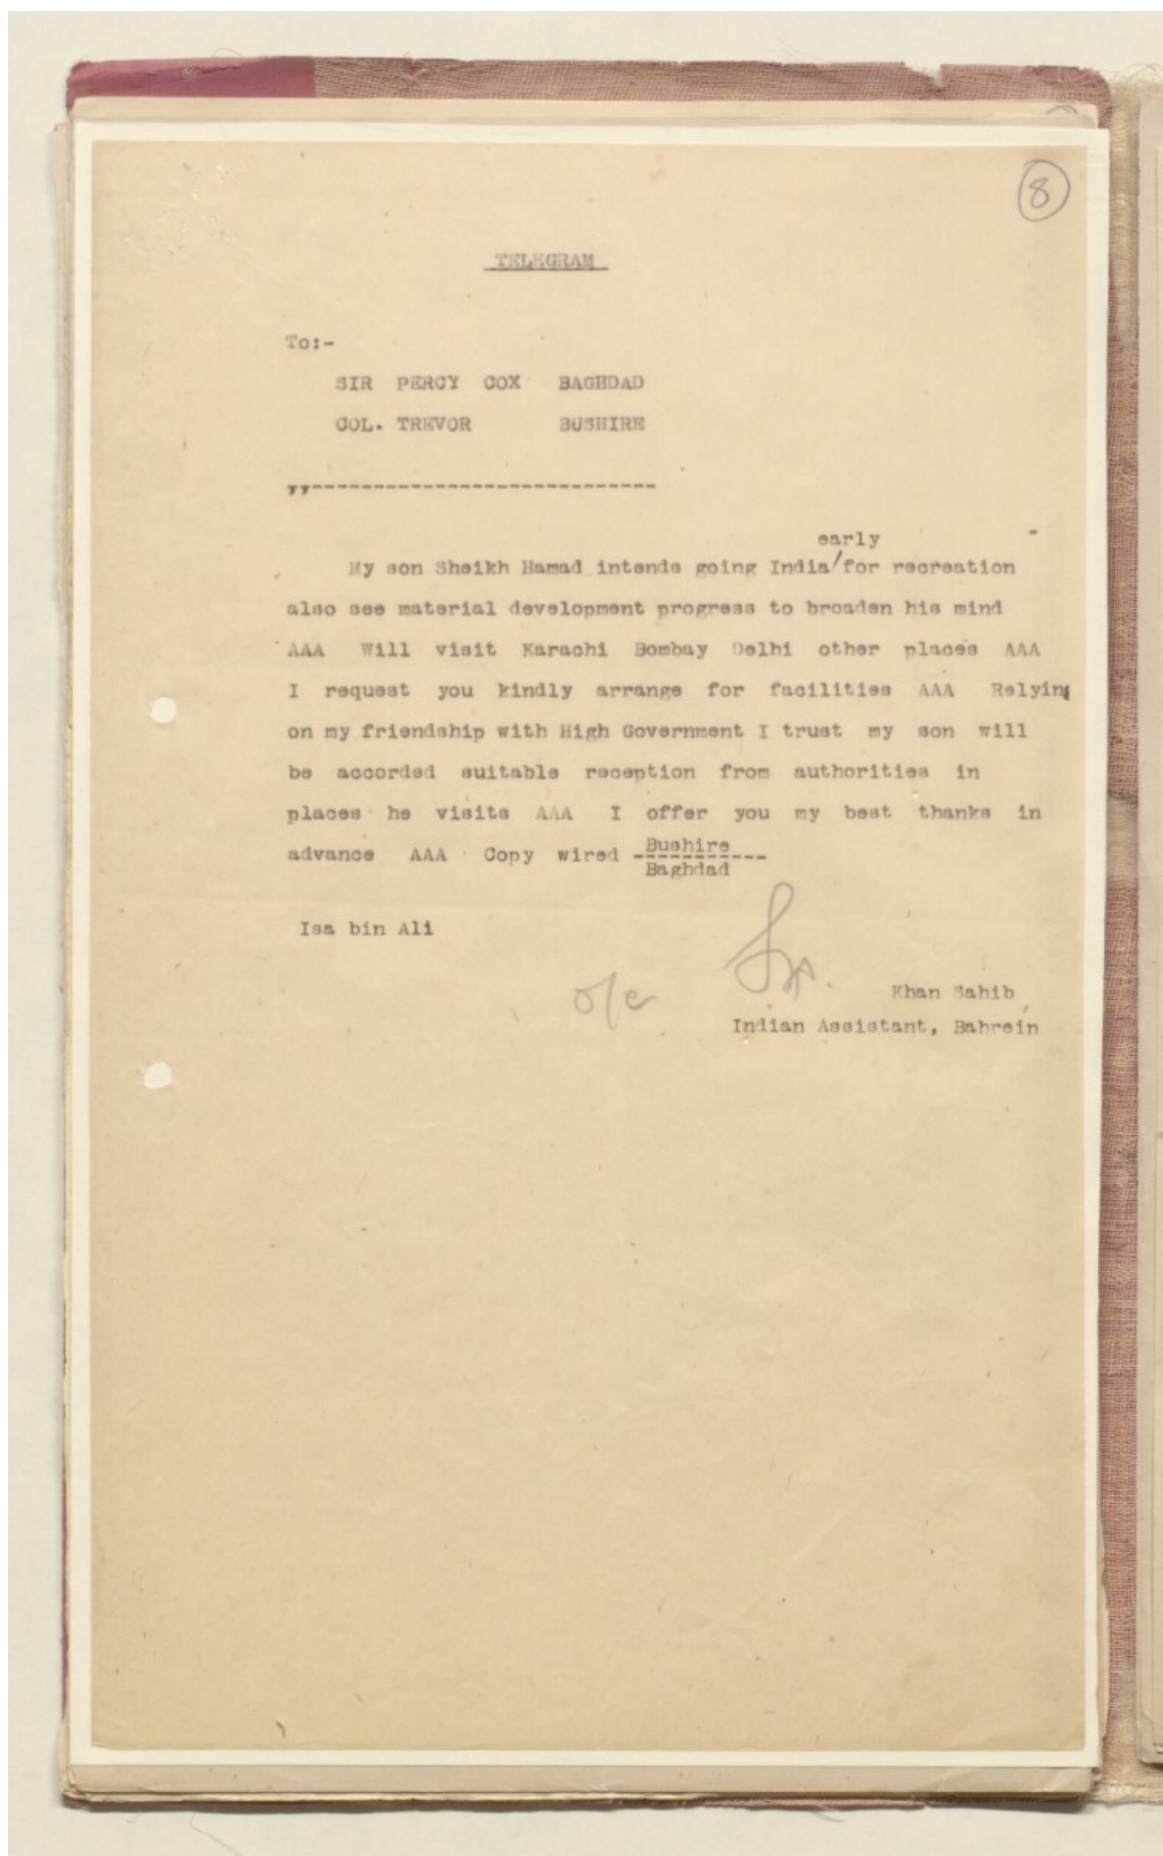 8
TELEGRAM
To:-
SIR PERCY COX BAGHDAD
COL. TREVOR BUSHIRE
,,----------------------------
early
My son Sheikh Hamad intends going India/for recreation
also see material development progress to broaden his mind
AAA Will visit Karachi Bombay Delhi other places AAA
I request you kindly arrange for facilities AAA Relying
on my friendship with High Government I trust my son will
be accorded suitable reception from authorities in
places he visits AAA I offer you my best thanks in
advance AAA Copy wired Bushire
-----------
Baghdad
Isa bin Ali
o/c
Khan Sahib
Indian Assistant, Bahrein